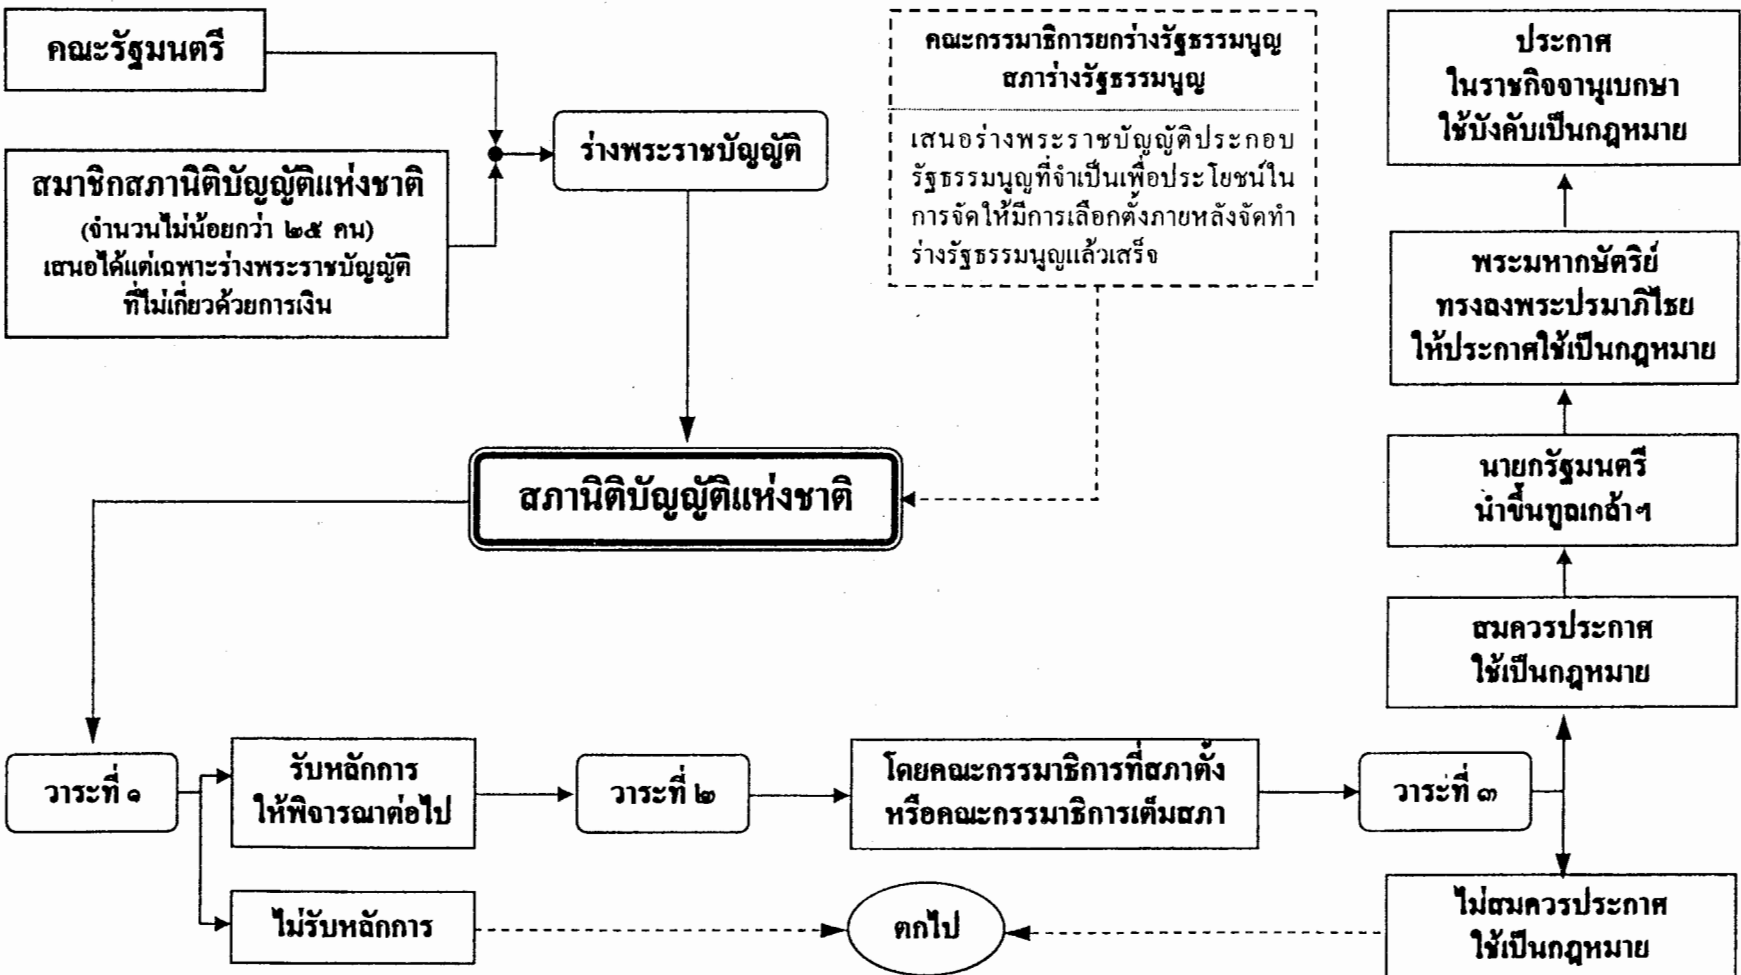 คณะรัฐมนตรี
สมาชิกสภานิติบัญญัติแห่งชาติ
(จำนวนไม่น้อยกว่า ๒๕ คน)
เสนอได้แต่เฉพาะร่างพระราชบัญญัติ
ที่ไม่เกี่ยวด้วยการเงิน
ร่างพระราชบัญญัติ
คณะกรรมาธิการยกร่างรัฐธรรมนูญ
สภาร่างรัฐธรรมนูญ
เสนอร่างพระราชบัญญัติประกอบ
รัฐธรรมนูญที่จำเป็นเพื่อประโยชน์ใน
การจัดให้มีการเลือกตั้งภายหลังจัดทำ
ร่างรัฐธรรมนูญแล้วเสร็จ
สภานิติบัญญัติแห่งชาติ
วาระที่ ๑
รับหลักการ
ให้พิจารณาต่อไป
ไม่รับหลักการ
วาระที่ ๒
โดยคณะกรรมาธิการที่สภาตั้ง
หรือคณะกรรมาธิการเต็มสภา
ตกไป
วาระที่ ๓
ประกาศ
ในราชกิจจานุเบกษา
ใช้บังคับเป็นกฎหมาย
พระมหากษัตริย์
ทรงลงพระปรมาภิไธย
ให้ประกาศใช้เป็นกฎหมาย
นายกรัฐมนตรี
นำขึ้นทูลเกล้าฯ
สมควรประกาศ
ใช้เป็นกฎหมาย
ไม่สมควรประกาศ
ใช้เป็นกฎหมาย